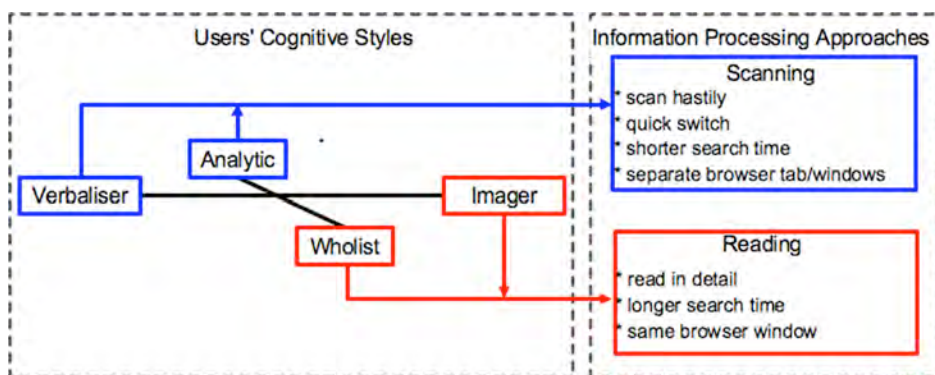 Users' Cognitive Styles
Information Processing Approaches
Scanning
* scan hastily
* quick switch
* shorter search time
* separate browser tab/windows
Analytic
Verbaliser
Imager
Wholist
Reading
* read in detail
* longer search time
* same browser window